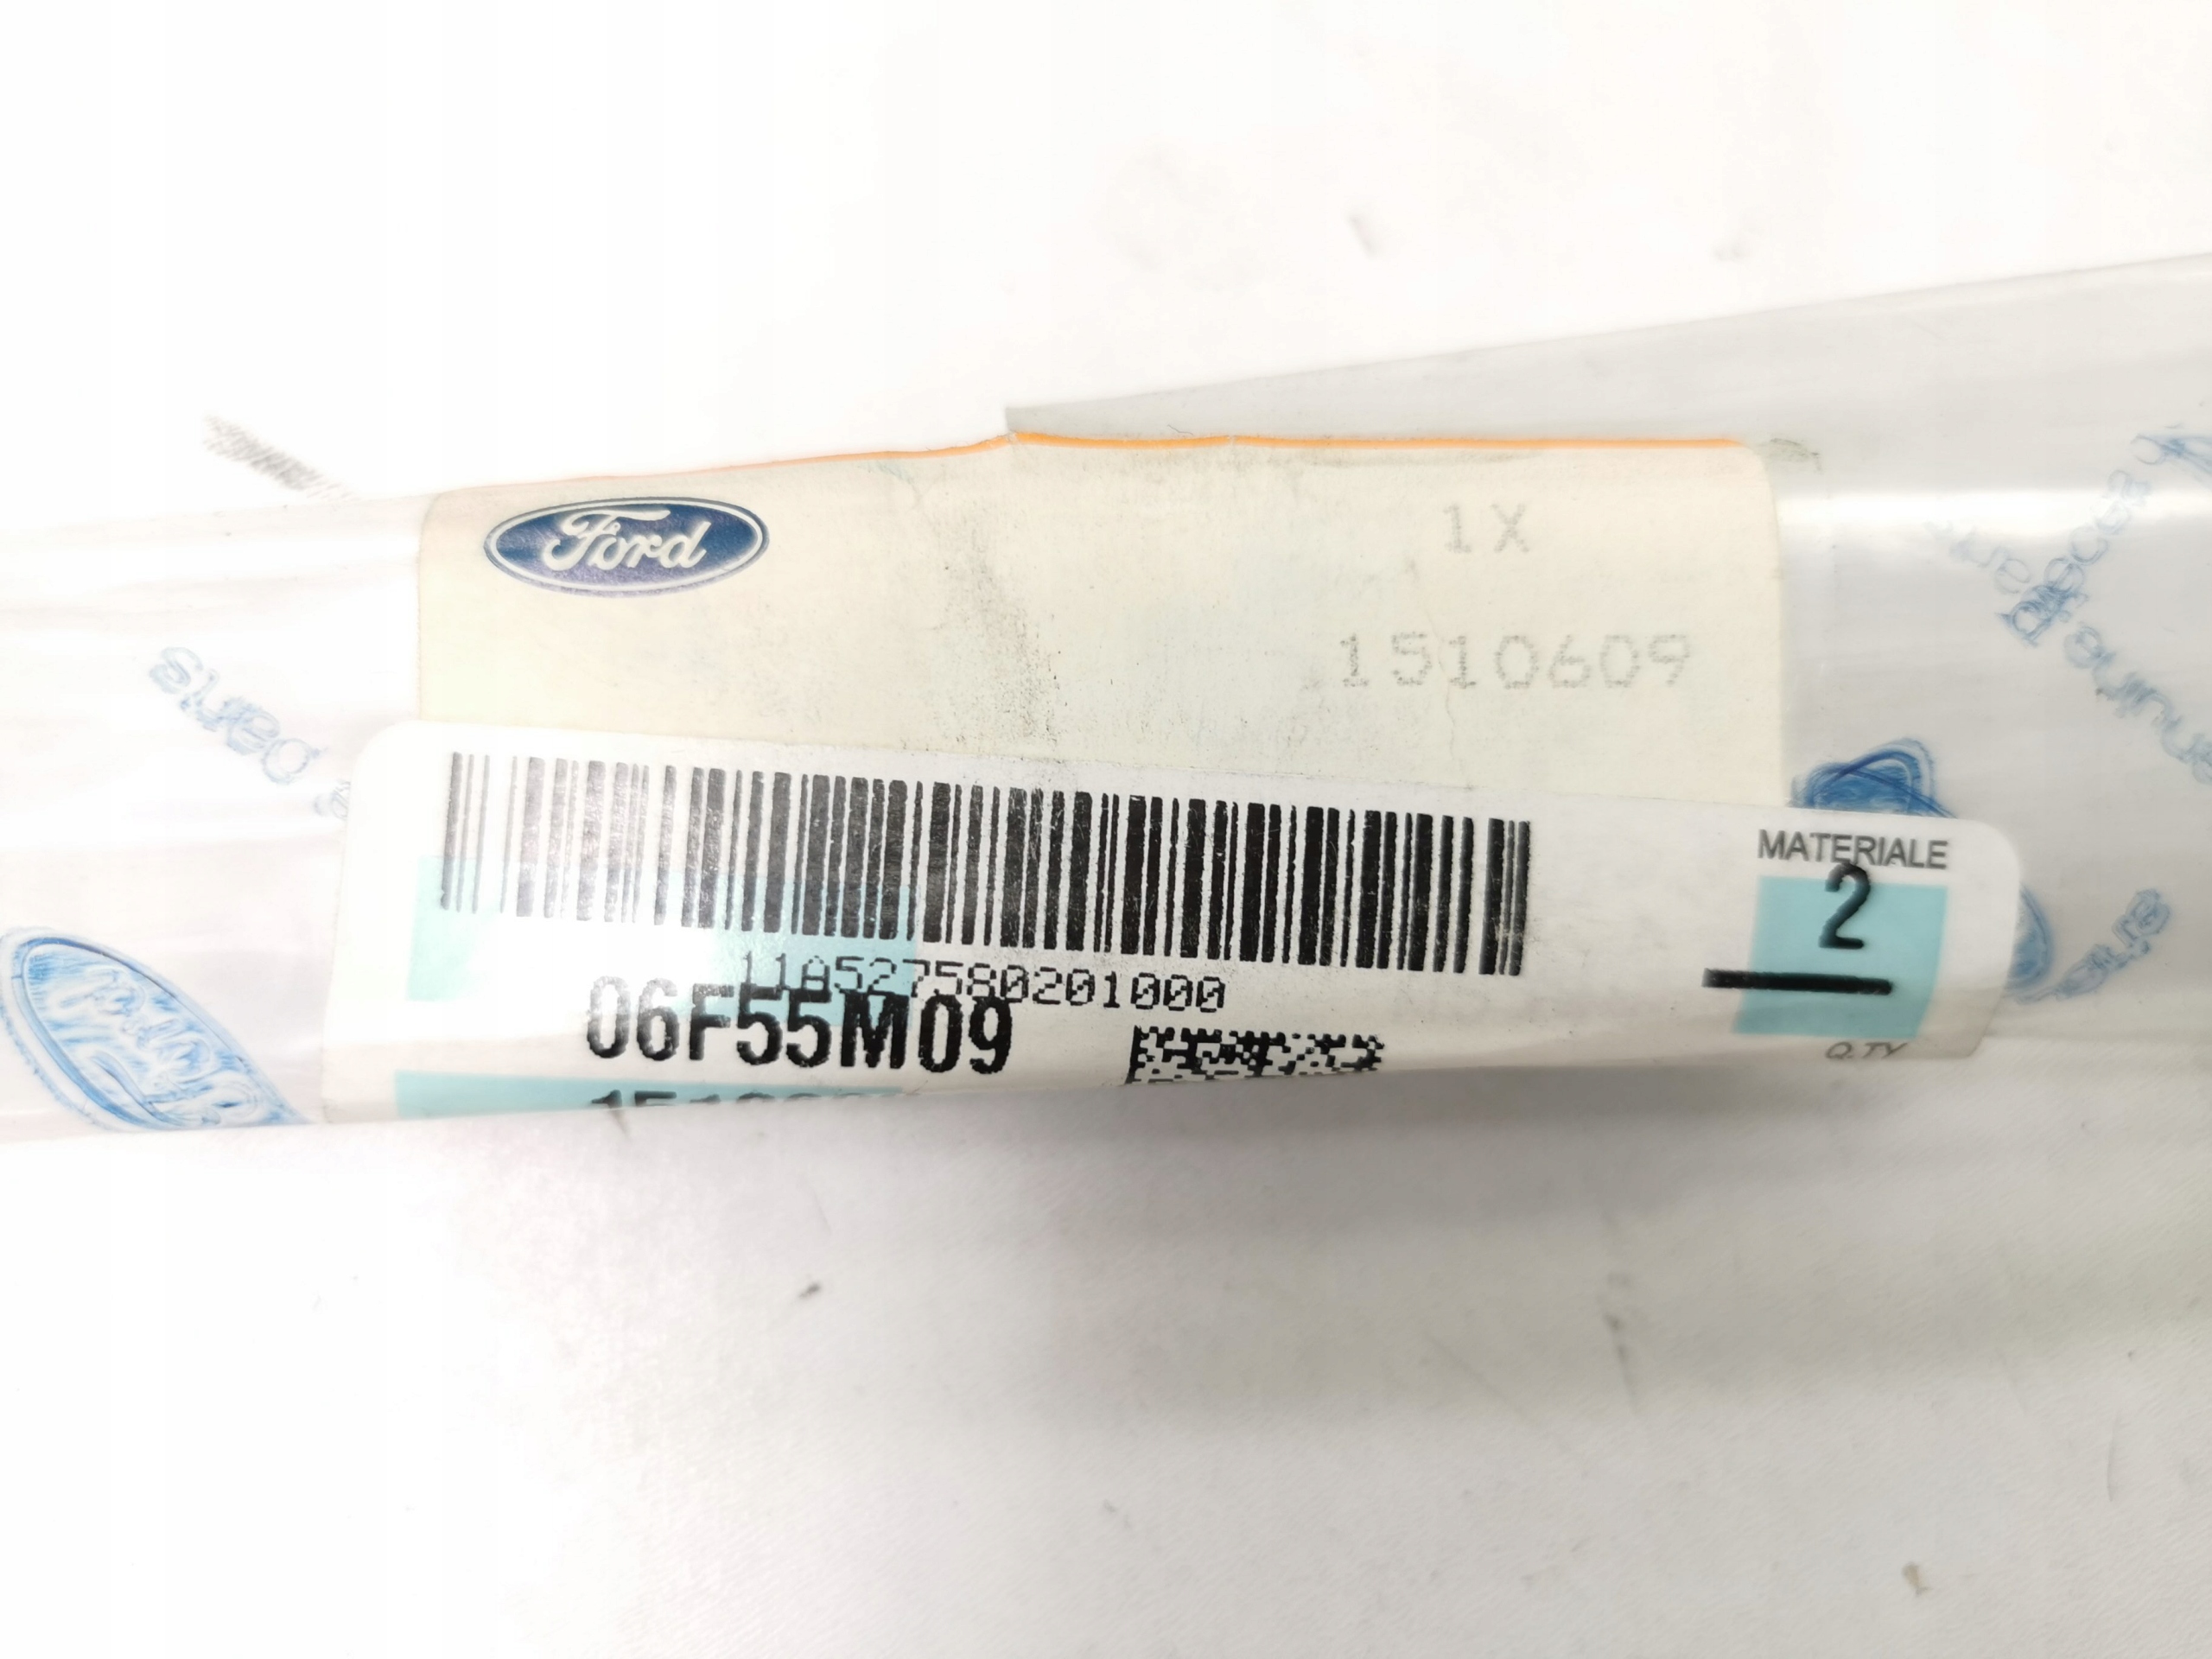 Ford
1X
1510609
MATERIALE
2
11A527580201000
06F55M09
Q.TY